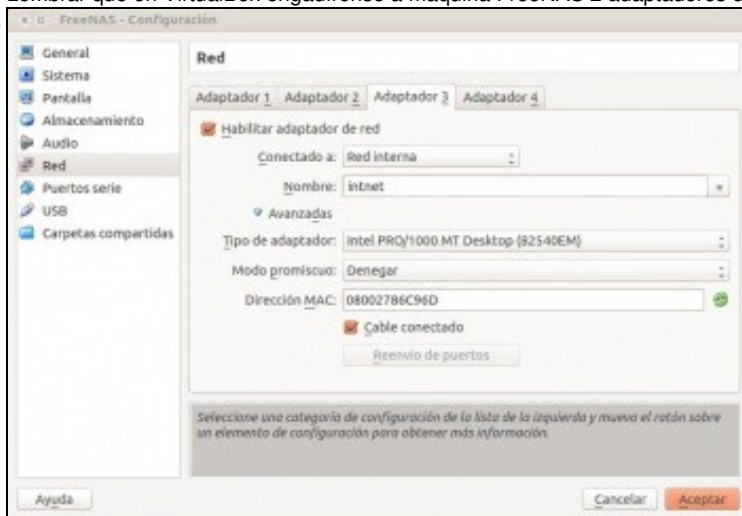 Lembrar que en VirtualBox engadironse á máquina FreeNAS 2 adaptadores
FreeNAS - Configuración
General
Sistema
Pantalla
Almacenamiento
Audio
Red
Puertos serie
USB
Carpetas compartidas
Red
Adaptador 1 Adaptador 2 Adaptador 3 Adaptador 4
Habilitar adaptador de red
Conectado a: Red interna
Nombre: intnet
Avanzadas
Tipo de adaptador: Intel PRO/1000 MT Desktop (82540EM)
Modo promiscuo: Denegar
Dirección MAC: 08002786C96D
Cable conectado
Reenvío de puertos
Seleccione una categoría de configuración de la lista de la izquierda y mueva el ratón sobre
un elemento de configuración para obtener más información.
Ayuda Cancelar Aceptar